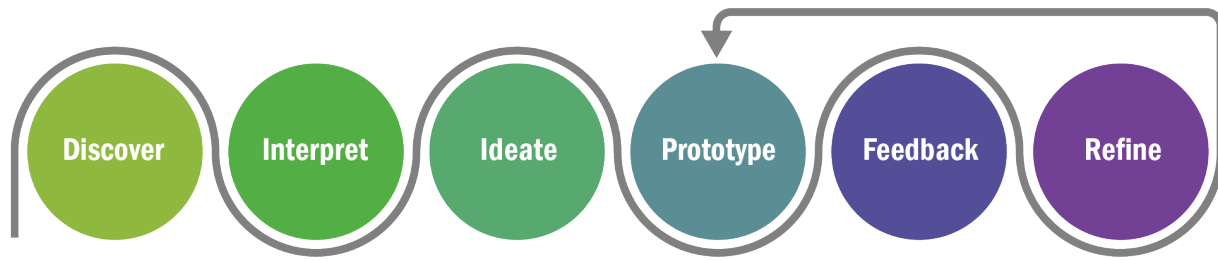 Discover
Interpret
Ideate
Prototype
Feedback
Refine